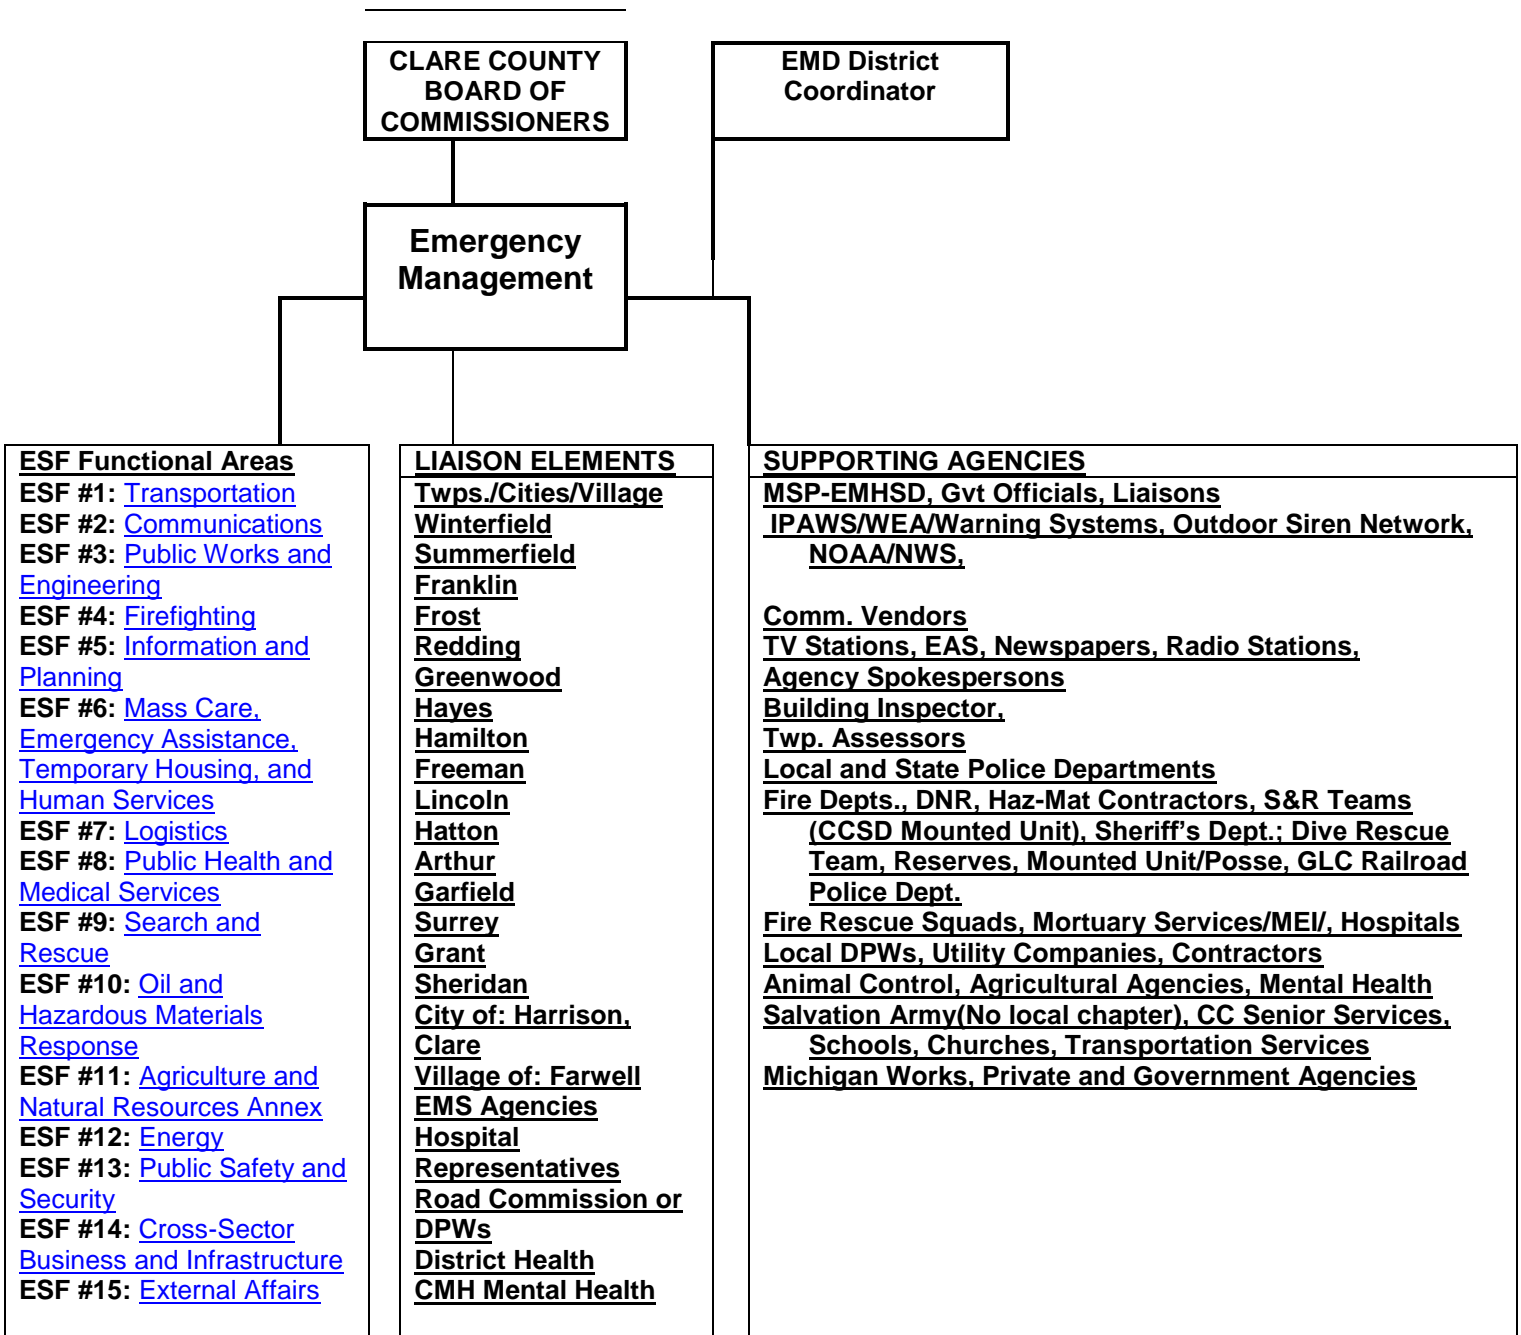 CLARE COUNTY
BOARD OF
COMMISSIONERS
EMD District
Coordinator
Emergency
Management
ESF Functional Areas
ESF #1: Transportation
ESF #2: Communications
ESF #3: Public Works and
Engineering
ESF #4: Firefighting
ESF #5: Information and
Planning
ESF #6: Mass Care,
Emergency Assistance,
Temporary Housing, and
Human Services
ESF #7: Logistics
ESF #8: Public Health and
Medical Services
ESF #9: Search and
Rescue
ESF #10: Oil and
Hazardous Materials
Response
ESF #11: Agriculture and
Natural Resources Annex
ESF #12: Energy
ESF #13: Public Safety and
Security
ESF #14: Cross-Sector
Business and Infrastructure
ESF #15: External Affairs
LIAISON ELEMENTS
Twps./Cities/Village
Winterfield
Summerfield
Franklin
Frost
Redding
Greenwood
Hayes
Hamilton
Freeman
Lincoln
Hatton
Arthur
Garfield
Surrey
Grant
Sheridan
City of: Harrison,
Clare
Village of: Farwell
EMS Agencies
Hospital
Representatives
Road Commission or
DPWs
District Health
CMH Mental Health
SUPPORTING AGENCIES
MSP-EMHSD, Gvt Officials, Liaisons
IPAWS/WEA/Warning Systems, Outdoor Siren Network,
NOAA/NWS,
Comm. Vendors
TV Stations, EAS, Newspapers, Radio Stations,
Agency Spokespersons
Building Inspector,
Twp. Assessors
Local and State Police Departments
Fire Depts., DNR, Haz-Mat Contractors, S&R Teams
(CCSD Mounted Unit), Sheriff's Dept.; Dive Rescue
Team, Reserves, Mounted Unit/Posse, GLC Railroad
Police Dept.
Fire Rescue Squads, Mortuary Services/MEI/, Hospitals
Local DPWs, Utility Companies, Contractors
Animal Control, Agricultural Agencies, Mental Health
Salvation Army(No local chapter), CC Senior Services,
Schools, Churches, Transportation Services
Michigan Works, Private and Government Agencies